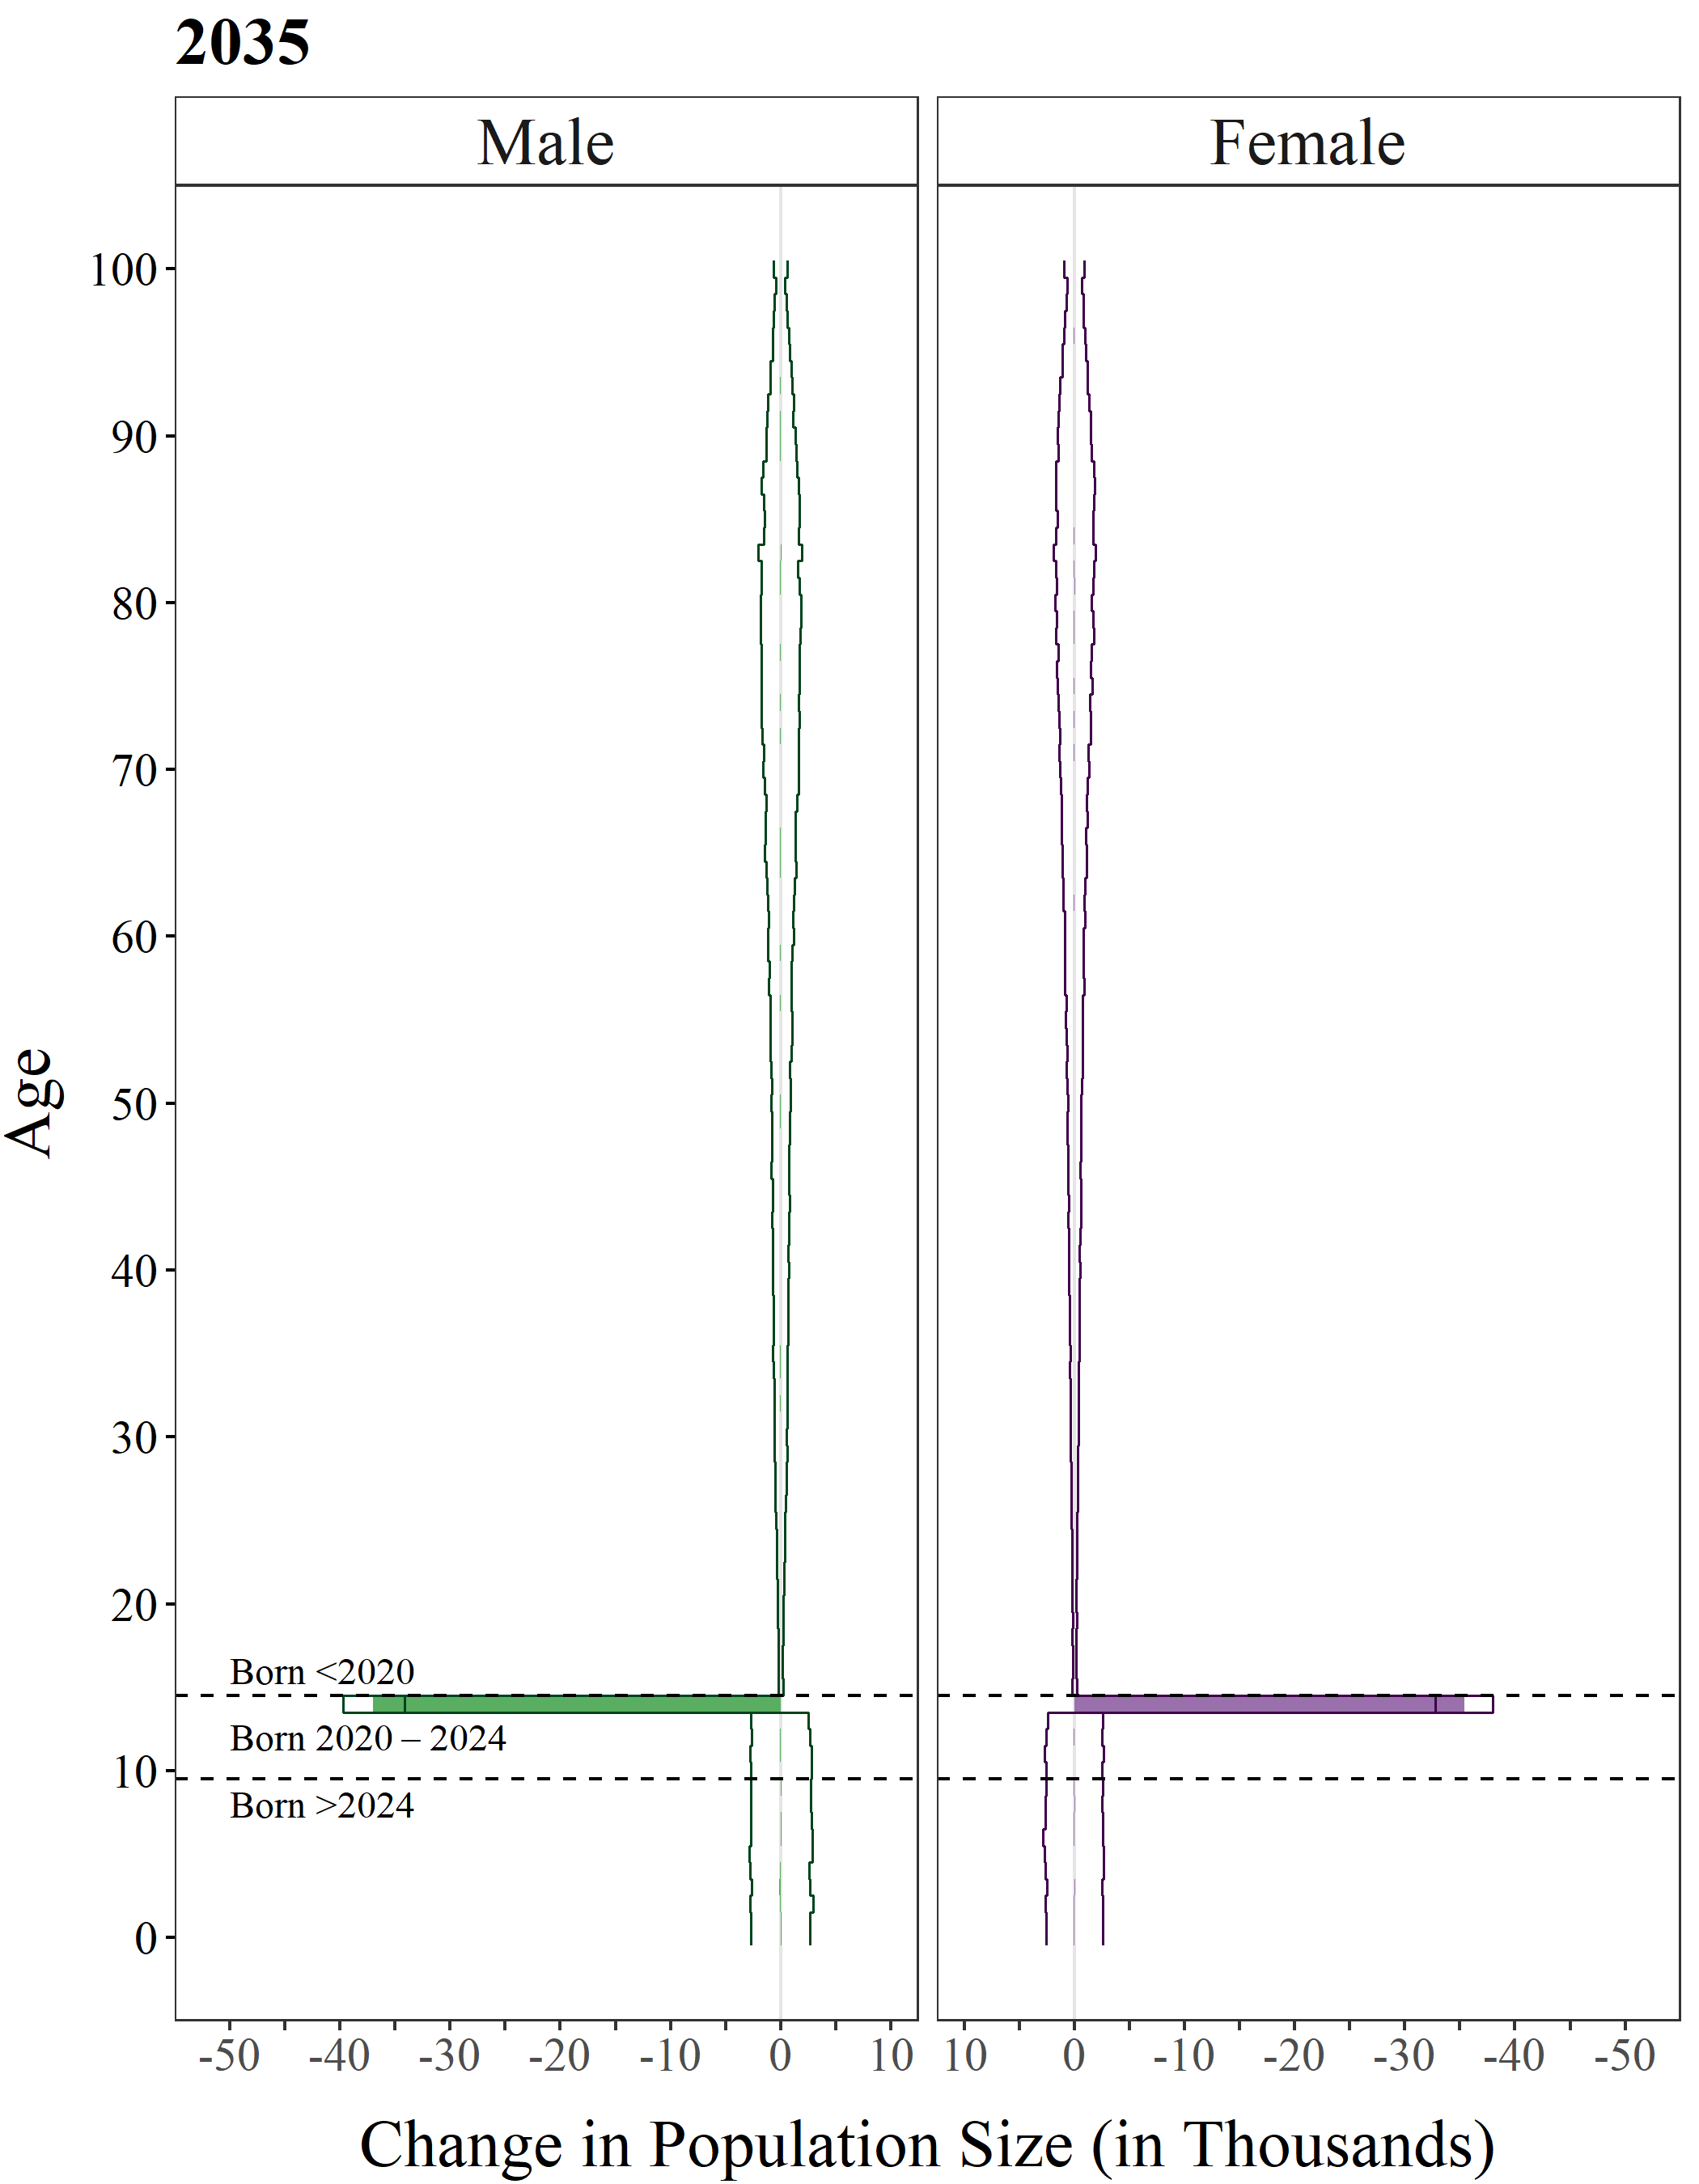 2035
Male Female
100
90
80
70
60
50
40
30
20
10
0
Age
Born <2020
Born 2020 – 2024
Born >2024
-50 -40 -30 -20 -10 0 10 10 0 -10 -20 -30 -40 -50
Change in Population Size (in Thousands)